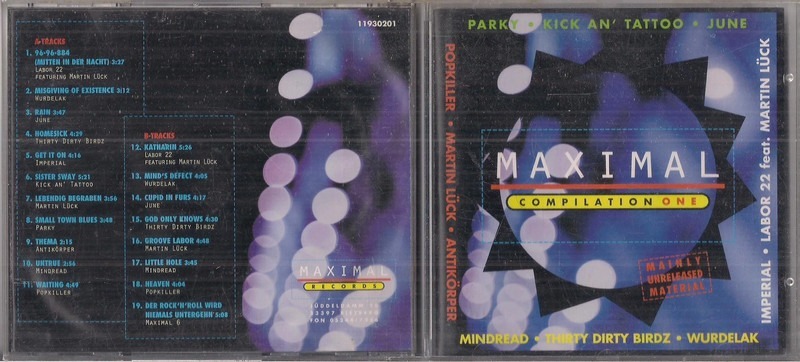 11930201
A-TRACKS
1. 96-96-884
(MITTEN IN DER NACHT) 3:27
LABOR 22
FEATURING MARTIN LÜCK
2. MISGIVING OF EXISTENCE 3:12
WURDELAK
3. RAIN 3:47
JUNE
4. HOMESICK 4:29
THIRTY DIRTY BIRDZ
5. GET IT ON 4:16
IMPERIAL
6. SISTER SWAY 5:21
KICK AN' TATTOO
7. LEBENDIG BEGRABEN 3:56
MARTIN LÜCK
8. SMALL TOWN BLUES 3:48
PARKY
9. THEMA 2:15
ANTIKÖRPER
10. UNTRUE 3:56
MINDREAD
11. WAITING 4:49
POPKILLER
B-TRACKS
12. KATHARIN 5:26
LABOR 22
FEATURING MARTIN LÜCK
13. MIND'S DEFECT 4:05
WURDELAK
14. CUPID IN FURS 4:17
JUNE
15. GOD ONLY KNOWS 4:30
THIRTY DIRTY BIRDZ
16. GROOVE LABOR 4:48
MARTIN LÜCK
17. LITTLE HOLE 3:45
MINDREAD
18. HEAVEN 4:04
POPKILLER
19. DER ROCK'N'ROLL WIRD
NIEMALS UNTERGEHN' 5:08
MAXIMAL 6
MAXIMAL
RECORDS
PARKY • KICK AN' TATTOO • JUNE
POPKILLER • MARTIN LÜCK • ANTIKÖRPER
IMPERIAL • LABOR 22 feat. MARTIN LÜCK
MAXIMAL
COMPILATION ONE
MAINLY
UNRELEASED
MATERIAL
MINDREAD • THIRTY DIRTY BIRDZ • WURDELAK